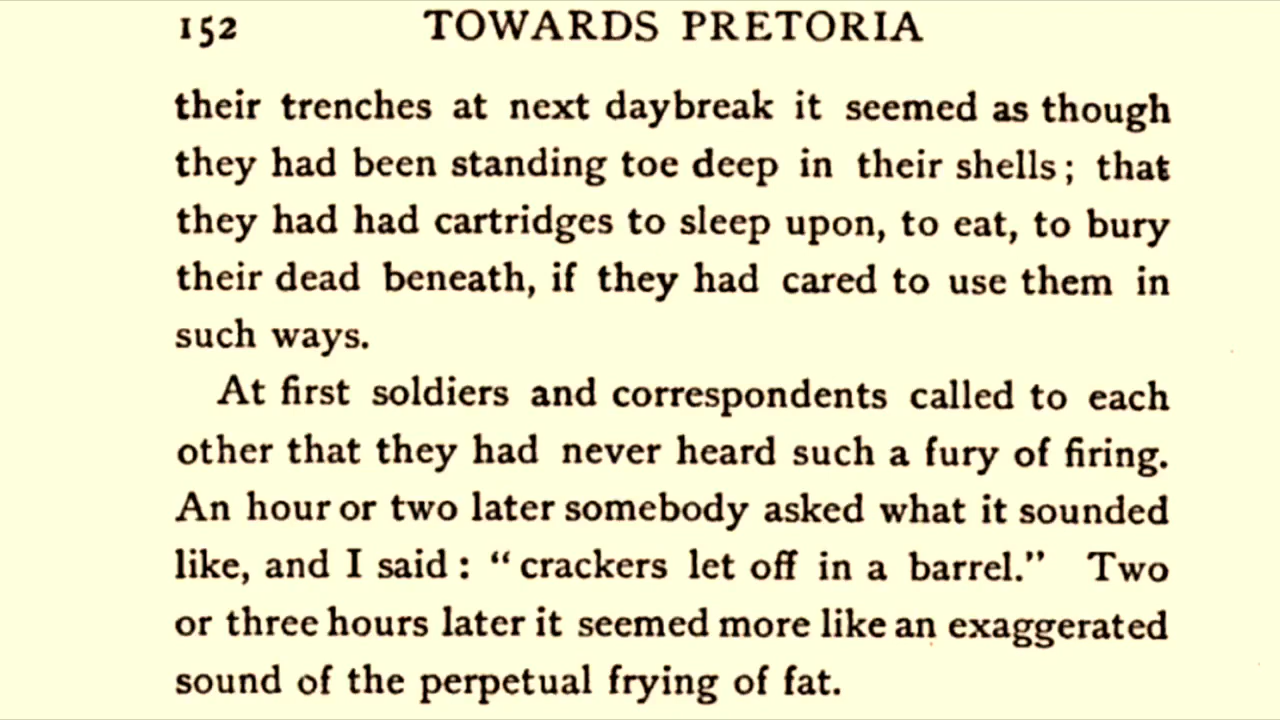 152 TOWARDS PRETORIA
their trenches at next daybreak it seemed as though
they had been standing toe deep in their shells; that
they had had cartridges to sleep upon, to eat, to bury
their dead beneath, if they had cared to use them in
such ways.
At first soldiers and correspondents called to each
other that they had never heard such a fury of firing.
An hour or two later somebody asked what it sounded
like, and I said: “crackers let off in a barrel.” Two
or three hours later it seemed more like an exaggerated
sound of the perpetual frying of fat.